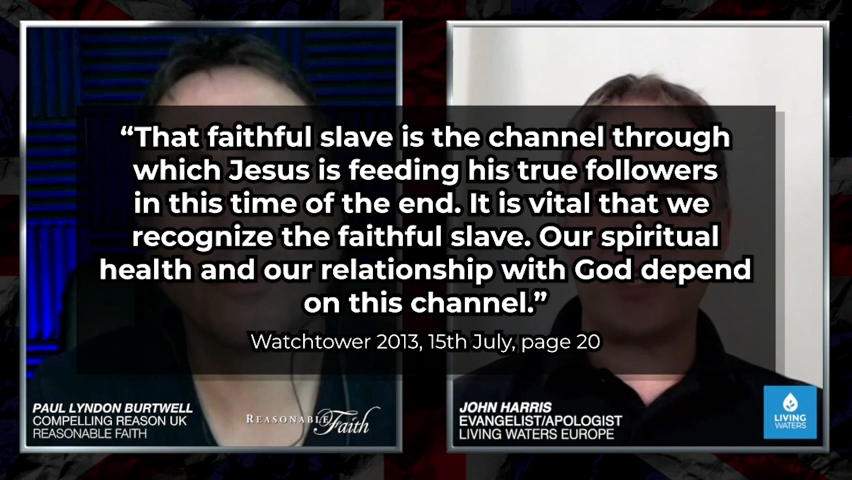 “That faithful slave is the channel through
which Jesus is feeding his true followers
in this time of the end. It is vital that we
recognize the faithful slave. Our spiritual
health and our relationship with God depend
on this channel.”
Watchtower 2013, 15th July, page 20
PAUL LYNDON BURTWELL
COMPELLING REASON UK
REASONABLE FAITH
REASONABLE Faith
JOHN HARRIS
EVANGELIST/APOLOGIST
LIVING WATERS EUROPE
LIVING
WATERS